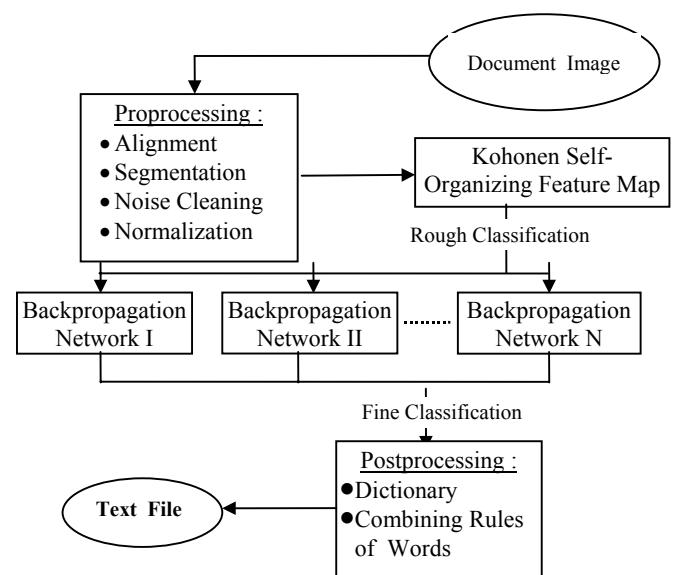 Document Image
Proprocessing :
• Alignment
• Segmentation
• Noise Cleaning
• Normalization
Kohonen Self-
Organizing Feature Map
Rough Classification
Backpropagation
Network I
Backpropagation
Network II
Backpropagation
Network N
Fine Classification
Postprocessing :
• Dictionary
• Combining Rules
of Words
Text File